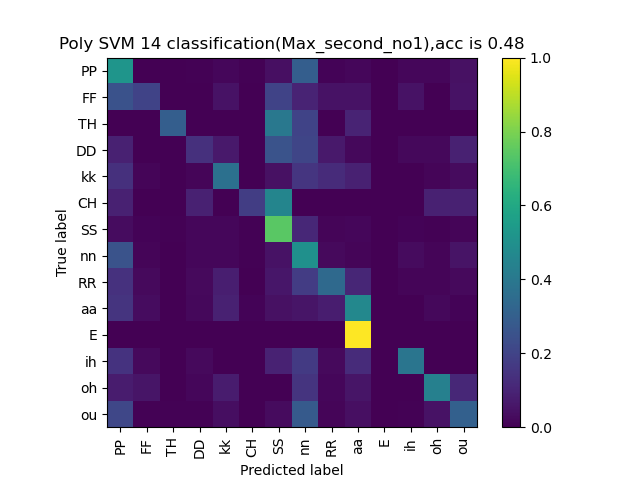 Poly SVM 14 classification(Max_second_no1),acc is 0.48
True label
PP
FF
TH
DD
kk
CH
SS
nn
RR
aa
E
ih
oh
ou
PP FF TH DD kk CH SS nn RR aa E ih oh ou
Predicted label
1.0
0.8
0.6
0.4
0.2
0.0